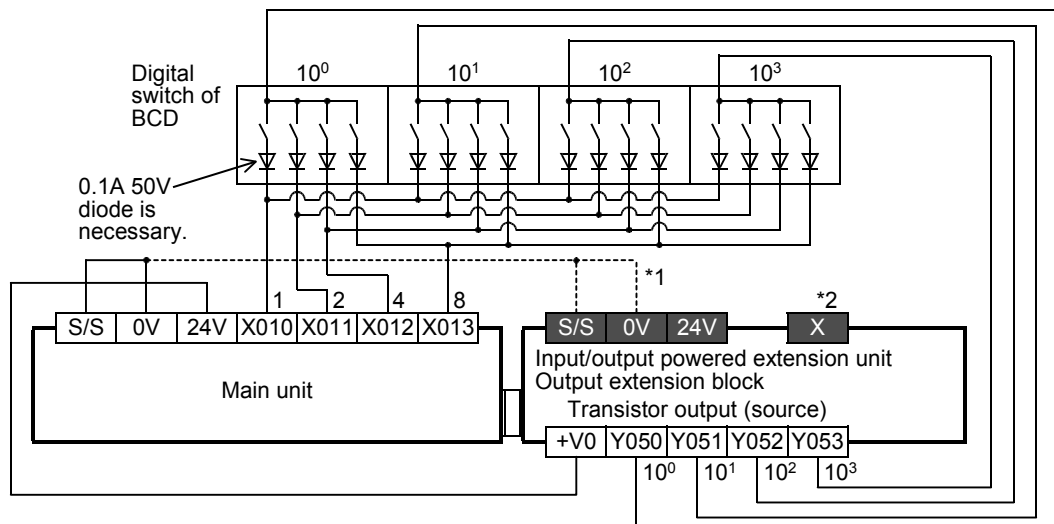 Digital
switch of
BCD
10⁰ 10¹ 10² 10³
0.1A 50V
diode is
necessary.
*1
1 2 4 8
*2
S/S 0V 24V X010 X011 X012 X013
S/S 0V 24V X
Main unit
Input/output powered extension unit
Output extension block
Transistor output (source)
+V0 Y050 Y051 Y052 Y053
10⁰ 10¹ 10² 10³